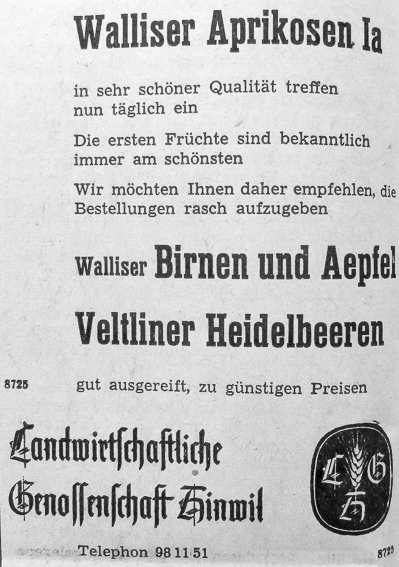 Walliser Aprikosen Ia
in sehr schöner Qualität treffen
nun täglich ein
Die ersten Früchte sind bekanntlich
immer am schönsten
Wir möchten Ihnen daher empfehlen, die
Bestellungen rasch aufzugeben
Walliser Birnen und Aepfel
Veltliner Heidelbeeren
8725 gut ausgereift, zu günstigen Preisen
Landwirtschaftliche
Genossenschaft Hinwil
L G
H
Telephon 98 11 51
8725